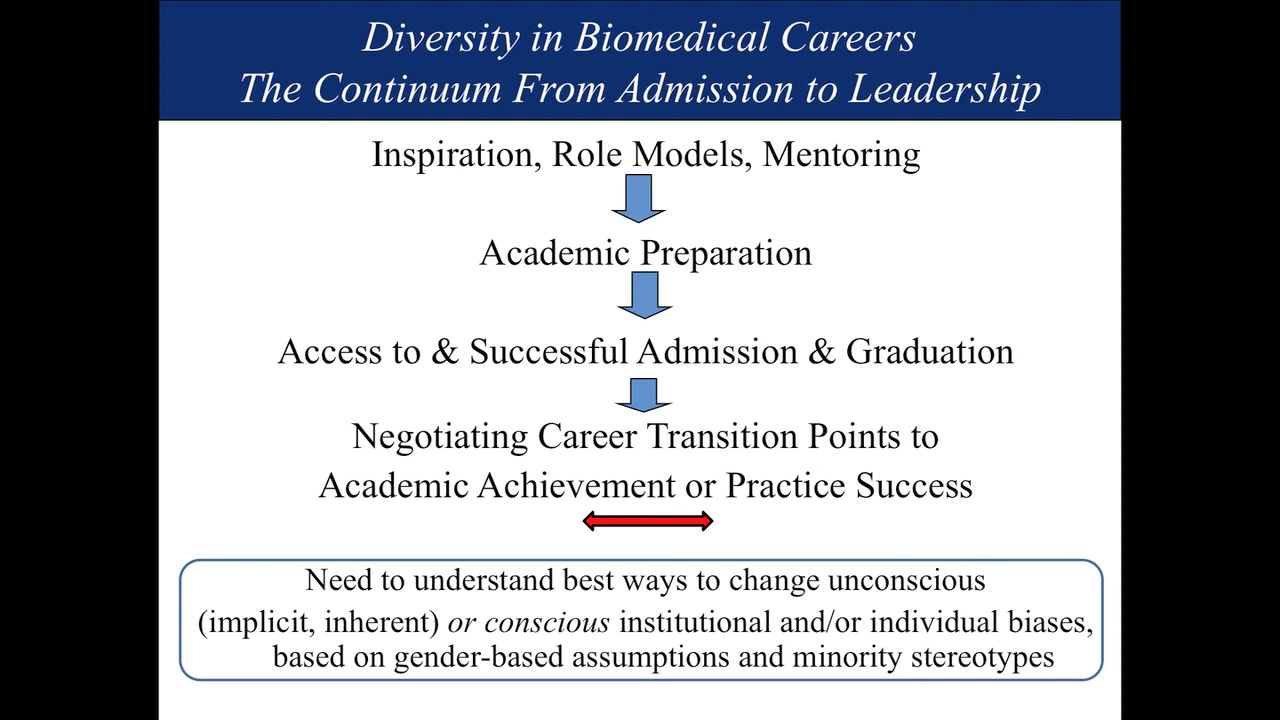 Diversity in Biomedical Careers
The Continuum From Admission to Leadership
Inspiration, Role Models, Mentoring
Academic Preparation
Access to & Successful Admission & Graduation
Negotiating Career Transition Points to
Academic Achievement or Practice Success
Need to understand best ways to change unconscious
(implicit, inherent) or conscious institutional and/or individual biases,
based on gender-based assumptions and minority stereotypes